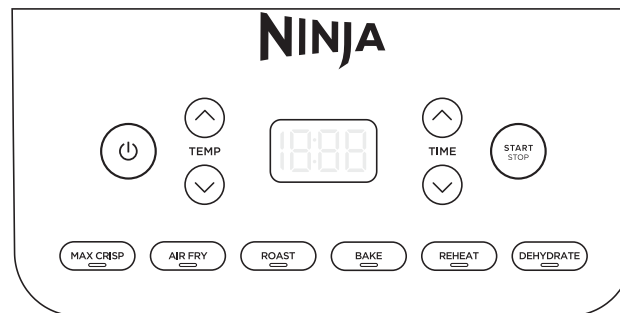 NINJA
TEMP
18:88
TIME
START
STOP
MAX CRISP
AIR FRY
ROAST
BAKE
REHEAT
DEHYDRATE